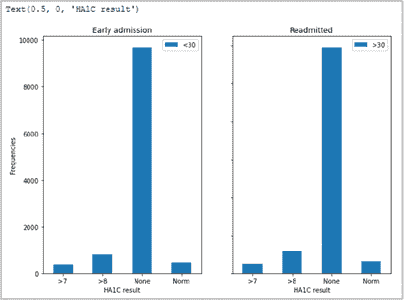 Text(0.5, 0, 'HA1C result')
Early admission
<30
10000
8000
6000
4000
2000
0
Frequencies
>7 >8 None Norm
HA1C result
Readmitted
>30
>7 >8 None Norm
HA1C result